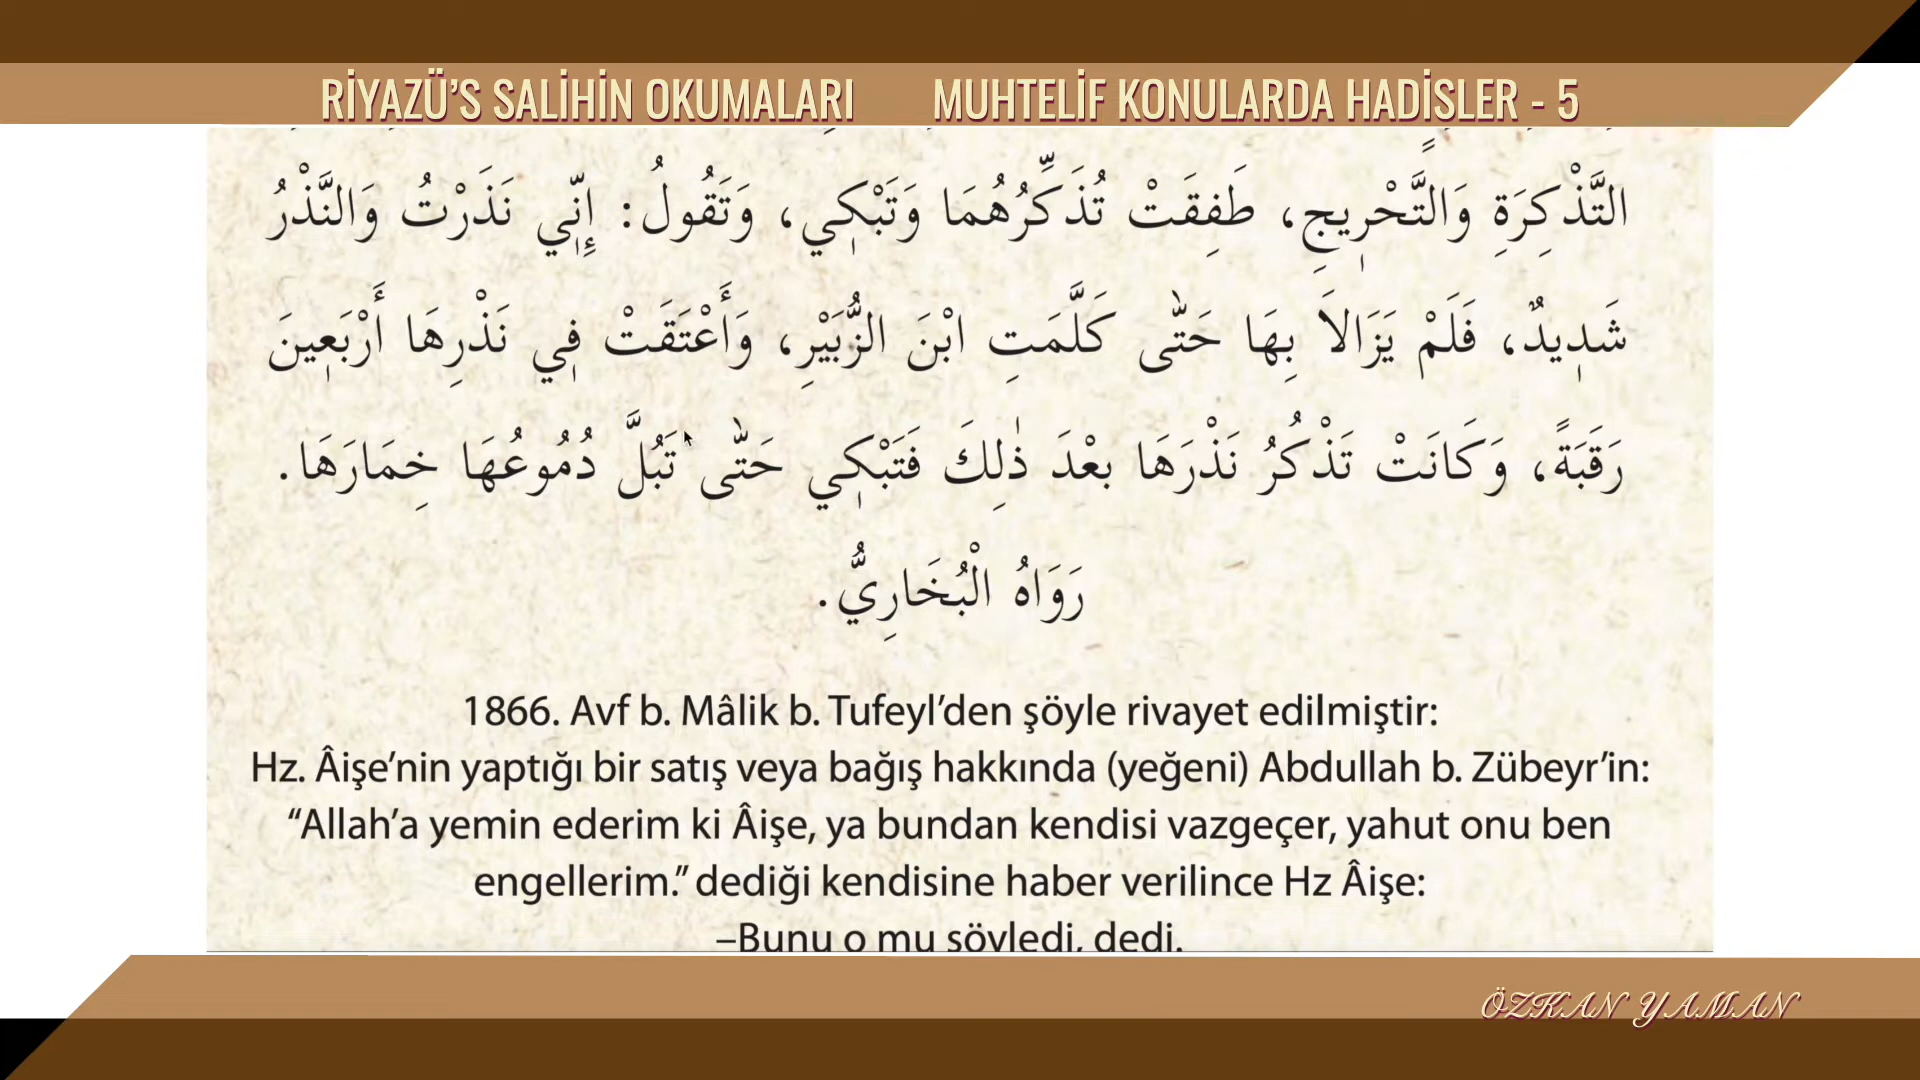 RİYAZÜ’S SALİHİN OKUMALARI MUHTELİF KONULARDA HADİSLER - 5
التَّذْكِرَةِ وَالتَّحْرِيجِ، طَفِقَتْ تُذَكِّرُهُمَا وَتَبْكِي، وَتَقُولُ: إِنِّي نَذَرْتُ وَالنَّذْرُ
شَدِيدٌ، فَلَمْ يَزَالاَ بِهَا حَتّٰى كَلَّمَتِ ابْنَ الزُّبَيْرِ، وَأَعْتَقَتْ فِي نَذْرِهَا أَرْبَعِينَ
رَقَبَةً، وَكَانَتْ تَذْكُرُ نَذْرَهَا بعْدَ ذٰلِكَ فَتَبْكِي حَتّٰى تَبُلَّ دُمُوعُهَا خِمَارَهَا.
رَوَاهُ الْبُخَارِيُّ.
1866. Avf b. Mâlik b. Tufeyl’den şöyle rivayet edilmiştir:
Hz. Âişe’nin yaptığı bir satış veya bağış hakkında (yeğeni) Abdullah b. Zübeyr’in:
“Allah’a yemin ederim ki Âişe, ya bundan kendisi vazgeçer, yahut onu ben
engellerim.” dediği kendisine haber verilince Hz Âişe:
–Bunu o mu söyledi, dedi.
ÖZKAN YAMAN